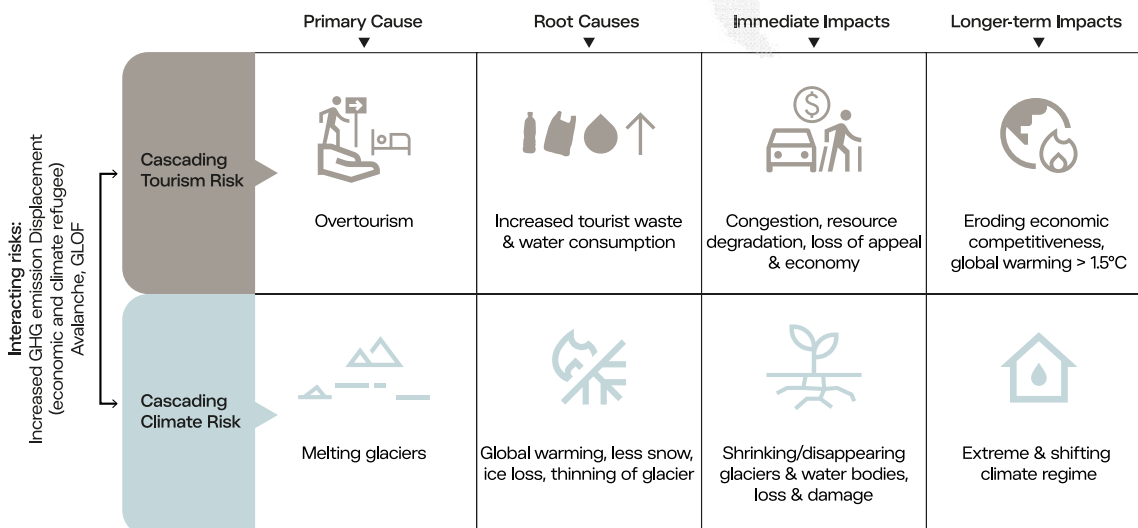 Primary Cause
Root Causes
Immediate Impacts
Longer-term Impacts
Interacting risks:
Increased GHG emission Displacement
(economic and climate refugee)
Avalanche, GLOF
Cascading
Tourism Risk
Overtourism
Increased tourist waste
& water consumption
$
Congestion, resource
degradation, loss of appeal
& economy
Eroding economic
competitiveness,
global warming > 1.5°C
Cascading
Climate Risk
Melting glaciers
Global warming, less snow,
ice loss, thinning of glacier
Shrinking/disappearing
glaciers & water bodies,
loss & damage
Extreme & shifting
climate regime